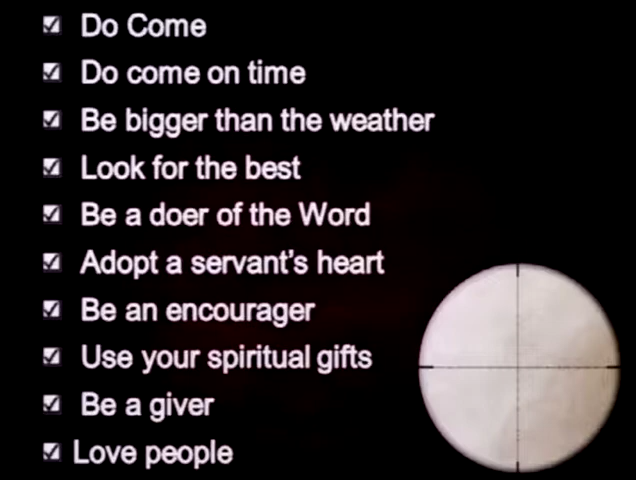 Do Come
Do come on time
Be bigger than the weather
Look for the best
Be a doer of the Word
Adopt a servant's heart
Be an encourager
Use your spiritual gifts
Be a giver
Love people